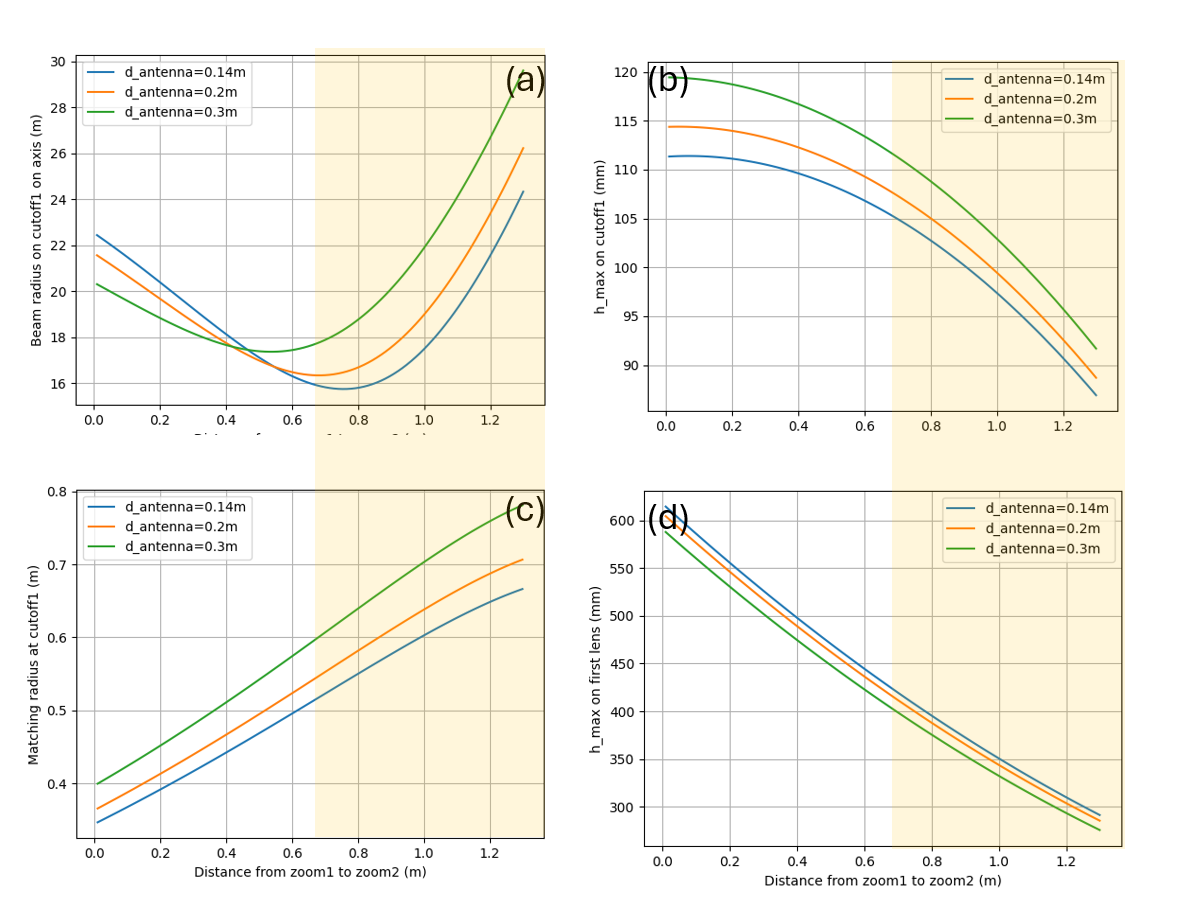 (a)
Beam radius on cutoff1 on axis (m)
30
28
26
24
22
20
18
16
d_antenna=0.14m
d_antenna=0.2m
d_antenna=0.3m
0.0 0.2 0.4 0.6 0.8 1.0 1.2
(b)
h_max on cutoff1 (mm)
120
115
110
105
100
95
90
d_antenna=0.14m
d_antenna=0.2m
d_antenna=0.3m
0.0 0.2 0.4 0.6 0.8 1.0 1.2
(c)
Matching radius at cutoff1 (m)
0.8
0.7
0.6
0.5
0.4
d_antenna=0.14m
d_antenna=0.2m
d_antenna=0.3m
0.0 0.2 0.4 0.6 0.8 1.0 1.2
Distance from zoom1 to zoom2 (m)
(d)
h_max on first lens (mm)
600
550
500
450
400
350
300
d_antenna=0.14m
d_antenna=0.2m
d_antenna=0.3m
0.0 0.2 0.4 0.6 0.8 1.0 1.2
Distance from zoom1 to zoom2 (m)